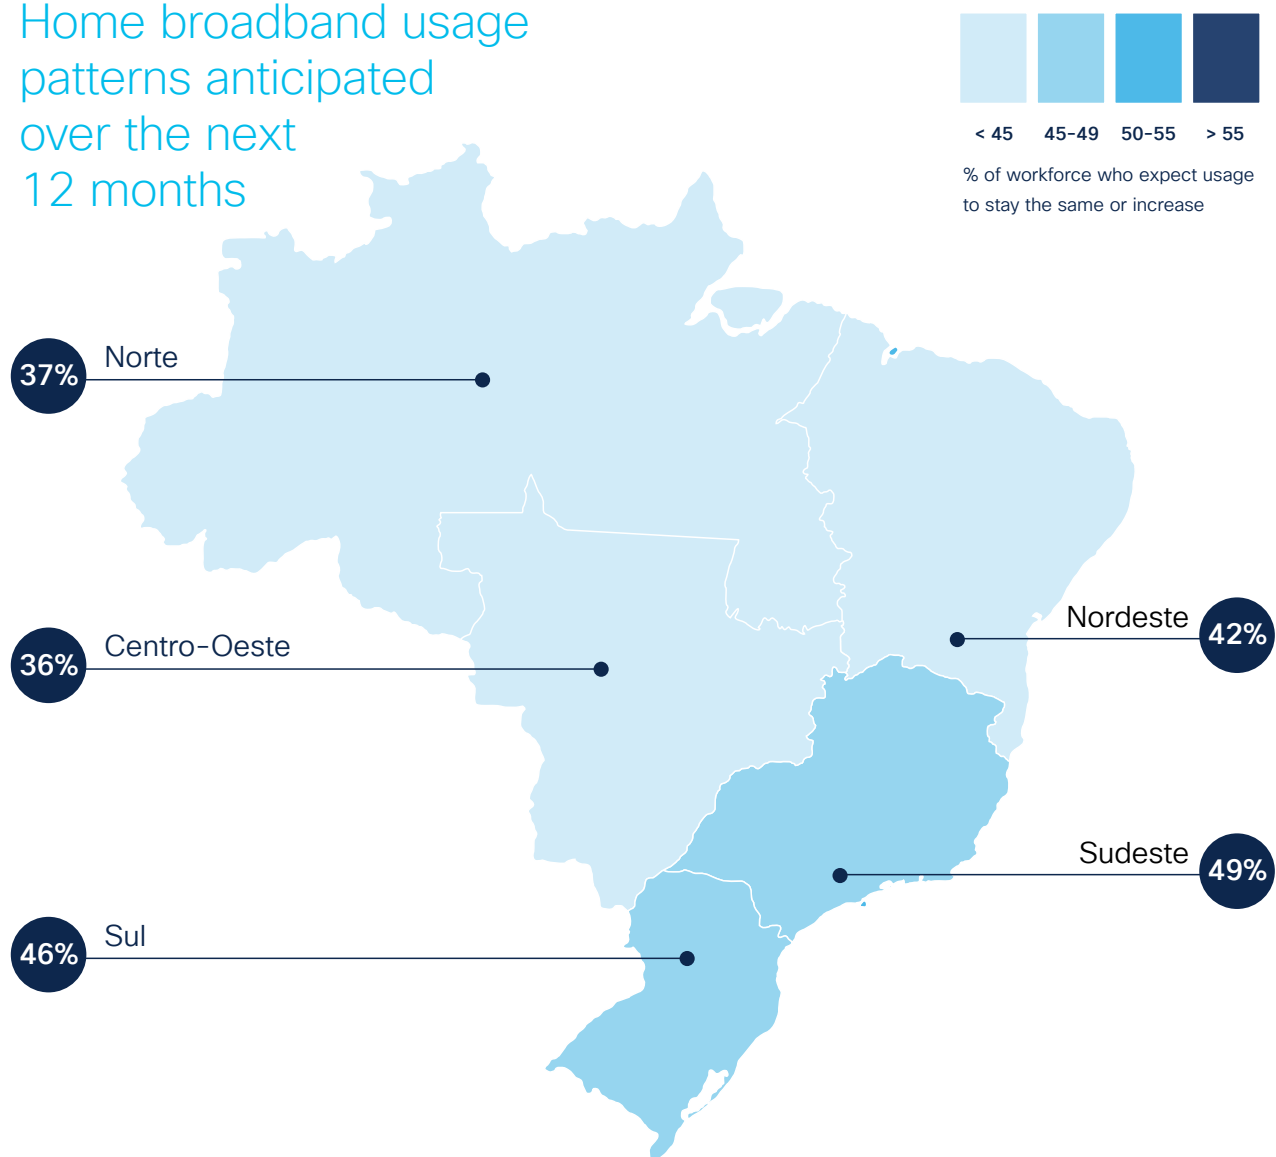 Home broadband usage
patterns anticipated
over the next
12 months
< 45
45-49
50-55
> 55
% of workforce who expect usage
to stay the same or increase
37%
Norte
36%
Centro-Oeste
Nordeste
42%
Sudeste
49%
46%
Sul